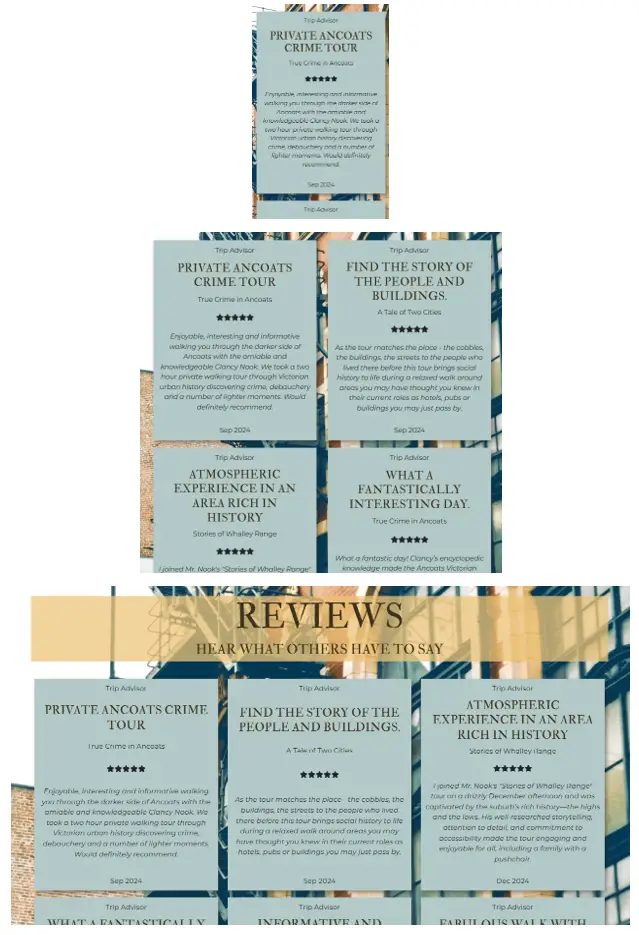 Trip Advisor
PRIVATE ANCOATS
CRIME TOUR
True Crime in Ancoats
Enjoyable, interesting and informative
walking you through the darker side of
Ancoats with the amiable and
knowledgeable Clancy Nook. We took a
two hour private walking tour through
Victorian urban history discovering
crime, debauchery and a number of
lighter moments. Would definitely
recommend.
Sep 2024
Trip Advisor
Trip Advisor
PRIVATE ANCOATS
CRIME TOUR
True Crime in Ancoats
Enjoyable, interesting and informative
walking you through the darker side of
Ancoats with the amiable and
knowledgeable Clancy Nook. We took a two
hour private walking tour through Victorian
urban history discovering crime, debauchery
and a number of lighter moments. Would
definitely recommend.
Sep 2024
Trip Advisor
FIND THE STORY OF
THE PEOPLE AND
BUILDINGS.
A Tale of Two Cities
As the tour matches the place - the cobbles,
the buildings, the streets to the people who
lived there before this tour brings social
history to life during a relaxed walk around
areas you may have thought you knew in
their current roles as hotels, pubs or
buildings you may just pass by.
Sep 2024
Trip Advisor
ATMOSPHERIC
EXPERIENCE IN AN
AREA RICH IN
HISTORY
Stories of Whalley Range
I joined Mr. Nook's "Stories of Whalley Range"
Trip Advisor
WHAT A
FANTASTICALLY
INTERESTING DAY.
True Crime in Ancoats
What a fantastic day! Clancy's encyclopedic
knowledge made the Ancoats Victorian
REVIEWS
HEAR WHAT OTHERS HAVE TO SAY
Trip Advisor
PRIVATE ANCOATS CRIME
TOUR
True Crime in Ancoats
Enjoyable, interesting and informative walking
you through the darker side of Ancoats with the
amiable and knowledgeable Clancy Nook. We
took a two hour private walking tour through
Victorian urban history discovering crime,
debauchery and a number of lighter moments.
Would definitely recommend.
Sep 2024
Trip Advisor
FIND THE STORY OF THE
PEOPLE AND BUILDINGS.
A Tale of Two Cities
As the tour matches the place - the cobbles, the
buildings, the streets to the people who lived
there before this tour brings social history to life
during a relaxed walk around areas you may
have thought you knew in their current roles as
hotels, pubs or buildings you may just pass by.
Sep 2024
Trip Advisor
ATMOSPHERIC
EXPERIENCE IN AN AREA
RICH IN HISTORY
Stories of Whalley Range
I joined Mr. Nook's "Stories of Whalley Range"
tour on a drizzly December afternoon and was
captivated by the suburb's rich history—the highs
and the lows. His well researched storytelling,
attention to detail, and commitment to
accessibility made the tour engaging and
enjoyable for all, including a family with a
pushchair.
Dec 2024
Trip Advisor
WHAT A FANTASTICALLY
Trip Advisor
INFORMATIVE AND
Trip Advisor
FABULOUS WALK WITH